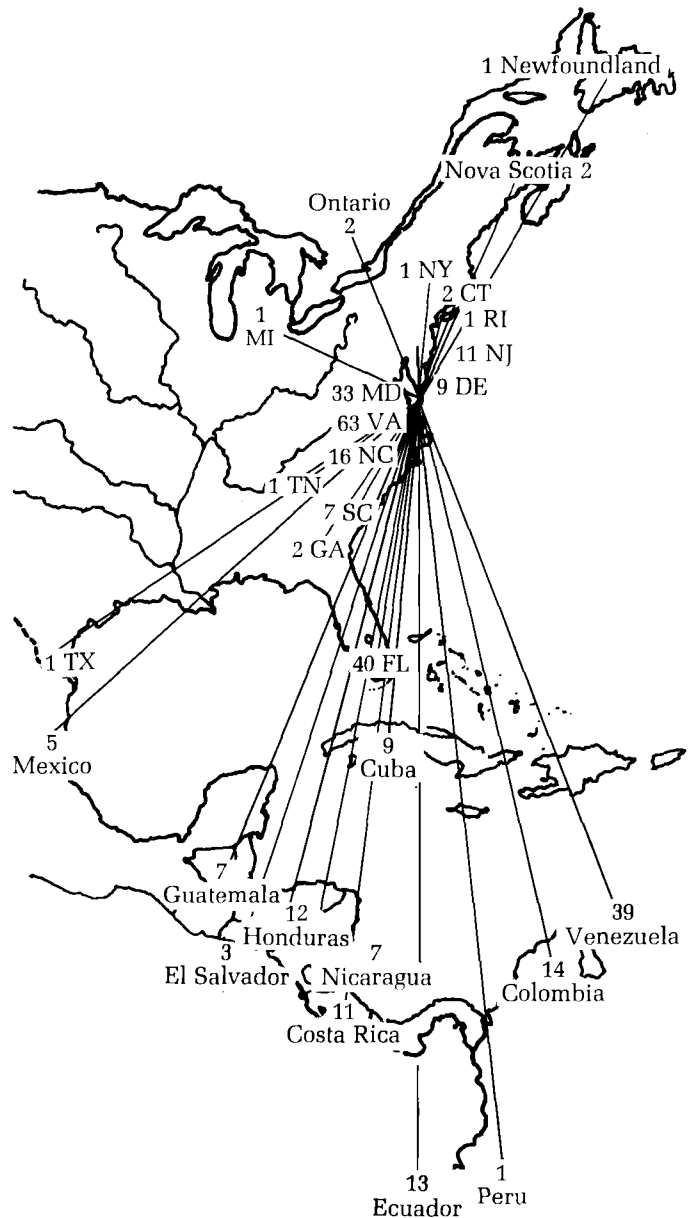 1 Newfoundland
Nova Scotia 2
Ontario
2
1 NY
2 CT
1 RI
1
MI
11 NJ
9 DE
33 MD
63 VA
16 NC
1 TN
7 SC
2 GA
1 TX
40 FL
5
Mexico
9
Cuba
7
Guatemala
12
Honduras
3
El Salvador
7
Nicaragua
11
Costa Rica
39
Venezuela
14
Colombia
13
Ecuador
1
Peru